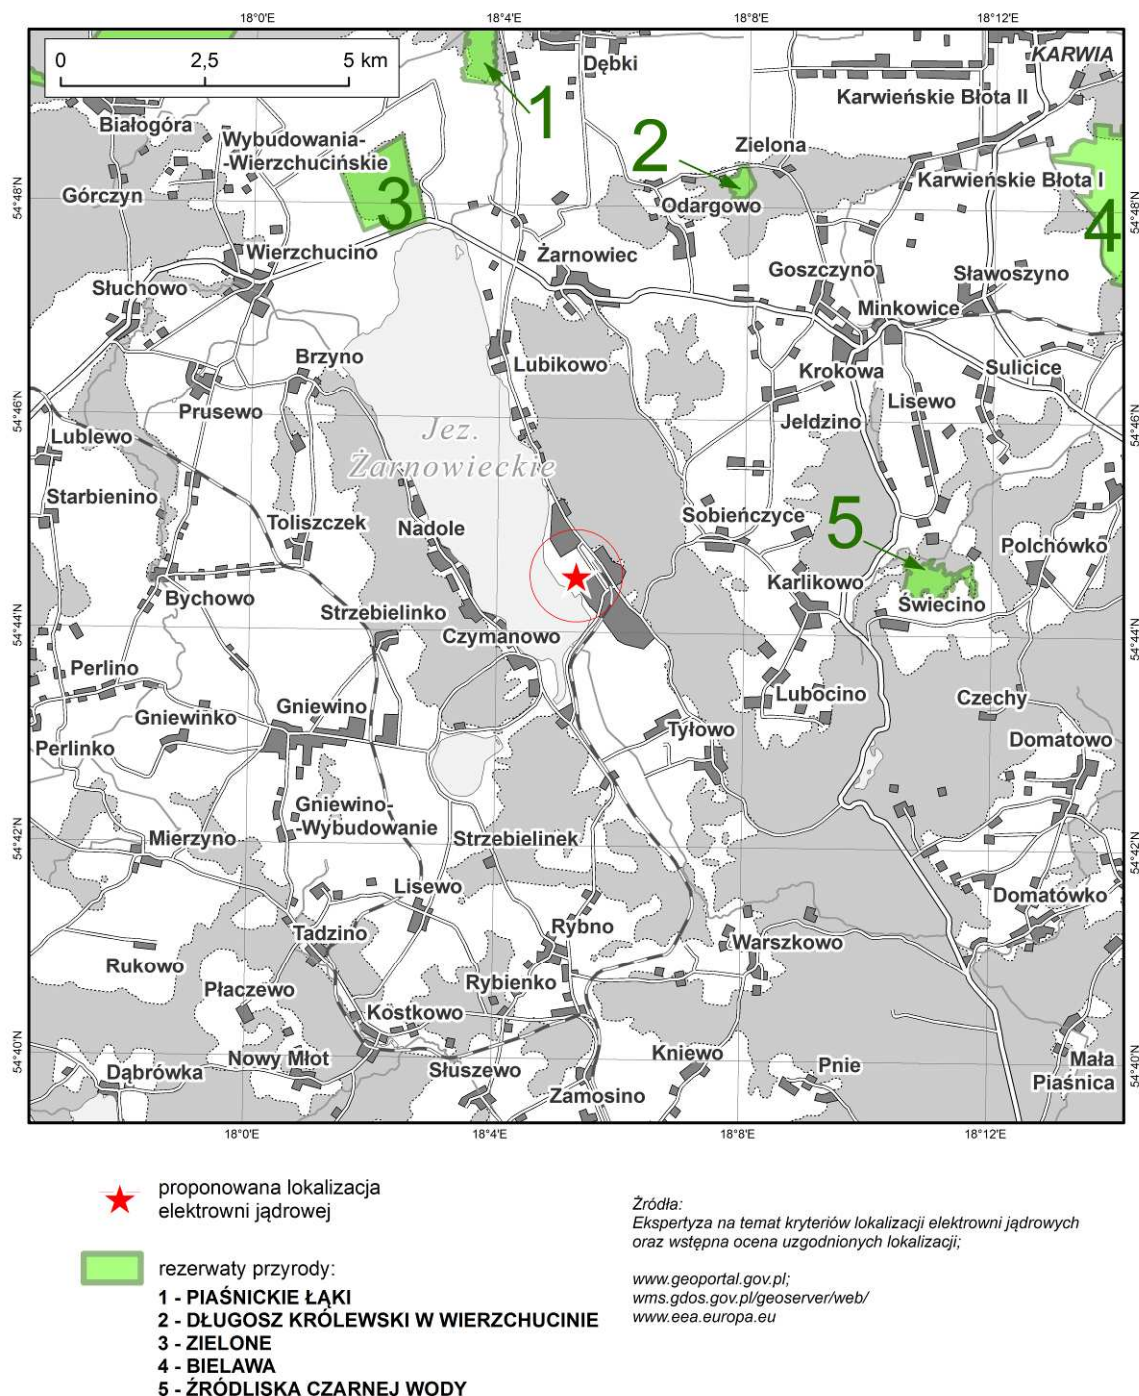 18°0'E 18°4'E 18°8'E 18°12'E
0 2,5 5 km
Dębki
KARWIA
1
Karwieńskie Błota II
Białogóra
Wybudowania-
-Wierzchucińskie
2
Zielona
Górczyn
54°48'N
3
Karwieńskie Błota I
54°48'N
Odargowo
4
Wierzchucino
Żarnowiec
Goszczyno
Sławoszyno
Słuchowo
Minkowice
Brzyno
Lubikowo
Krokowa
Sulicice
Prusewo
Jeldzino
Lisewo
54°46'N
54°46'N
Lublewo
Jez.
Żarnowieckie
Starbienino
Toliszczek
Nadole
Sobieńczyce
5
Polchówko
Bychowo
Karlikowo
Świecino
Strzebielinko
Czymanowo
54°44'N
54°44'N
Perlino
Lubocino
Czechy
Gniewinko
Gniewino
Tyłowo
Domatowo
Perlinko
Gniewino-
-Wybudowanie
54°42'N
Mierzyno
Strzebielinek
54°42'N
Lisewo
Domatówko
Tadzino
Rybno
Warszkowo
Rukowo
Rybienko
Płaczewo
Kostkowo
54°40'N
Nowy Młot
Kniewo
Mała
Piaśnica
54°40'N
Dąbrówka
Słuszewo
Pnie
Zamosino
18°0'E 18°4'E 18°8'E 18°12'E
proponowana lokalizacja
elektrowni jądrowej
rezerwaty przyrody:
1 - PIAŚNICKIE ŁĄKI
2 - DŁUGOSZ KRÓLEWSKI W WIERZCHUCINIE
3 - ZIELONE
4 - BIELAWA
5 - ŹRÓDLISKA CZARNEJ WODY
Źródła:
Ekspertyza na temat kryteriów lokalizacji elektrowni jądrowych
oraz wstępna ocena uzgodnionych lokalizacji;
www.geoportal.gov.pl;
wms.gdos.gov.pl/geoserver/web/
www.eea.europa.eu